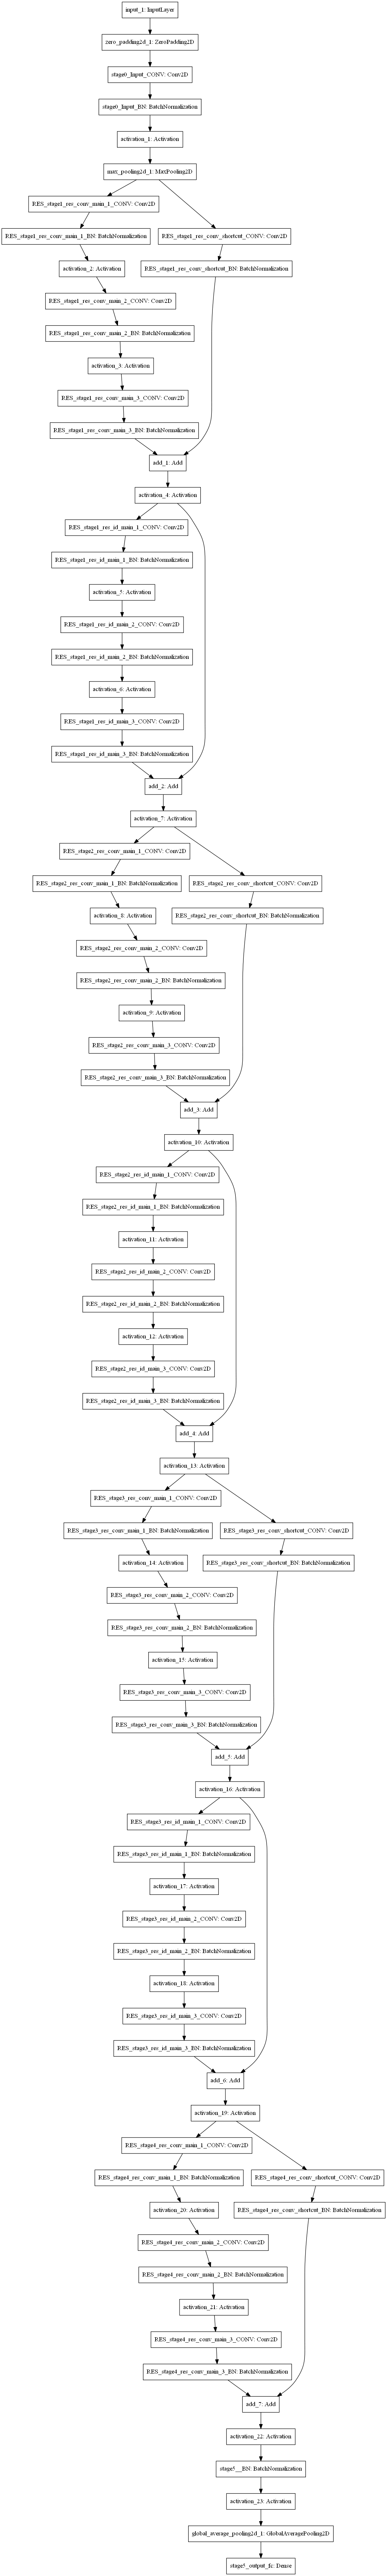 input_1: InputLayer
zero_padding2d_1: ZeroPadding2D
stage0_Input_CONV: Conv2D
stage0_Input_BN: BatchNormalization
activation_1: Activation
max_pooling2d_1: MaxPooling2D
RES_stage1_res_conv_main_1_CONV: Conv2D
RES_stage1_res_conv_main_1_BN: BatchNormalization
RES_stage1_res_conv_shortcut_CONV: Conv2D
activation_2: Activation
RES_stage1_res_conv_shortcut_BN: BatchNormalization
RES_stage1_res_conv_main_2_CONV: Conv2D
RES_stage1_res_conv_main_2_BN: BatchNormalization
activation_3: Activation
RES_stage1_res_conv_main_3_CONV: Conv2D
RES_stage1_res_conv_main_3_BN: BatchNormalization
add_1: Add
activation_4: Activation
RES_stage1_res_id_main_1_CONV: Conv2D
RES_stage1_res_id_main_1_BN: BatchNormalization
activation_5: Activation
RES_stage1_res_id_main_2_CONV: Conv2D
RES_stage1_res_id_main_2_BN: BatchNormalization
activation_6: Activation
RES_stage1_res_id_main_3_CONV: Conv2D
RES_stage1_res_id_main_3_BN: BatchNormalization
add_2: Add
activation_7: Activation
RES_stage2_res_conv_main_1_CONV: Conv2D
RES_stage2_res_conv_main_1_BN: BatchNormalization
RES_stage2_res_conv_shortcut_CONV: Conv2D
activation_8: Activation
RES_stage2_res_conv_shortcut_BN: BatchNormalization
RES_stage2_res_conv_main_2_CONV: Conv2D
RES_stage2_res_conv_main_2_BN: BatchNormalization
activation_9: Activation
RES_stage2_res_conv_main_3_CONV: Conv2D
RES_stage2_res_conv_main_3_BN: BatchNormalization
add_3: Add
activation_10: Activation
RES_stage2_res_id_main_1_CONV: Conv2D
RES_stage2_res_id_main_1_BN: BatchNormalization
activation_11: Activation
RES_stage2_res_id_main_2_CONV: Conv2D
RES_stage2_res_id_main_2_BN: BatchNormalization
activation_12: Activation
RES_stage2_res_id_main_3_CONV: Conv2D
RES_stage2_res_id_main_3_BN: BatchNormalization
add_4: Add
activation_13: Activation
RES_stage3_res_conv_main_1_CONV: Conv2D
RES_stage3_res_conv_main_1_BN: BatchNormalization
RES_stage3_res_conv_shortcut_CONV: Conv2D
activation_14: Activation
RES_stage3_res_conv_shortcut_BN: BatchNormalization
RES_stage3_res_conv_main_2_CONV: Conv2D
RES_stage3_res_conv_main_2_BN: BatchNormalization
activation_15: Activation
RES_stage3_res_conv_main_3_CONV: Conv2D
RES_stage3_res_conv_main_3_BN: BatchNormalization
add_5: Add
activation_16: Activation
RES_stage3_res_id_main_1_CONV: Conv2D
RES_stage3_res_id_main_1_BN: BatchNormalization
activation_17: Activation
RES_stage3_res_id_main_2_CONV: Conv2D
RES_stage3_res_id_main_2_BN: BatchNormalization
activation_18: Activation
RES_stage3_res_id_main_3_CONV: Conv2D
RES_stage3_res_id_main_3_BN: BatchNormalization
add_6: Add
activation_19: Activation
RES_stage4_res_conv_main_1_CONV: Conv2D
RES_stage4_res_conv_main_1_BN: BatchNormalization
RES_stage4_res_conv_shortcut_CONV: Conv2D
activation_20: Activation
RES_stage4_res_conv_shortcut_BN: BatchNormalization
RES_stage4_res_conv_main_2_CONV: Conv2D
RES_stage4_res_conv_main_2_BN: BatchNormalization
activation_21: Activation
RES_stage4_res_conv_main_3_CONV: Conv2D
RES_stage4_res_conv_main_3_BN: BatchNormalization
add_7: Add
activation_22: Activation
stage5__BN: BatchNormalization
activation_23: Activation
global_average_pooling2d_1: GlobalAveragePooling2D
stage5_output_fc: Dense